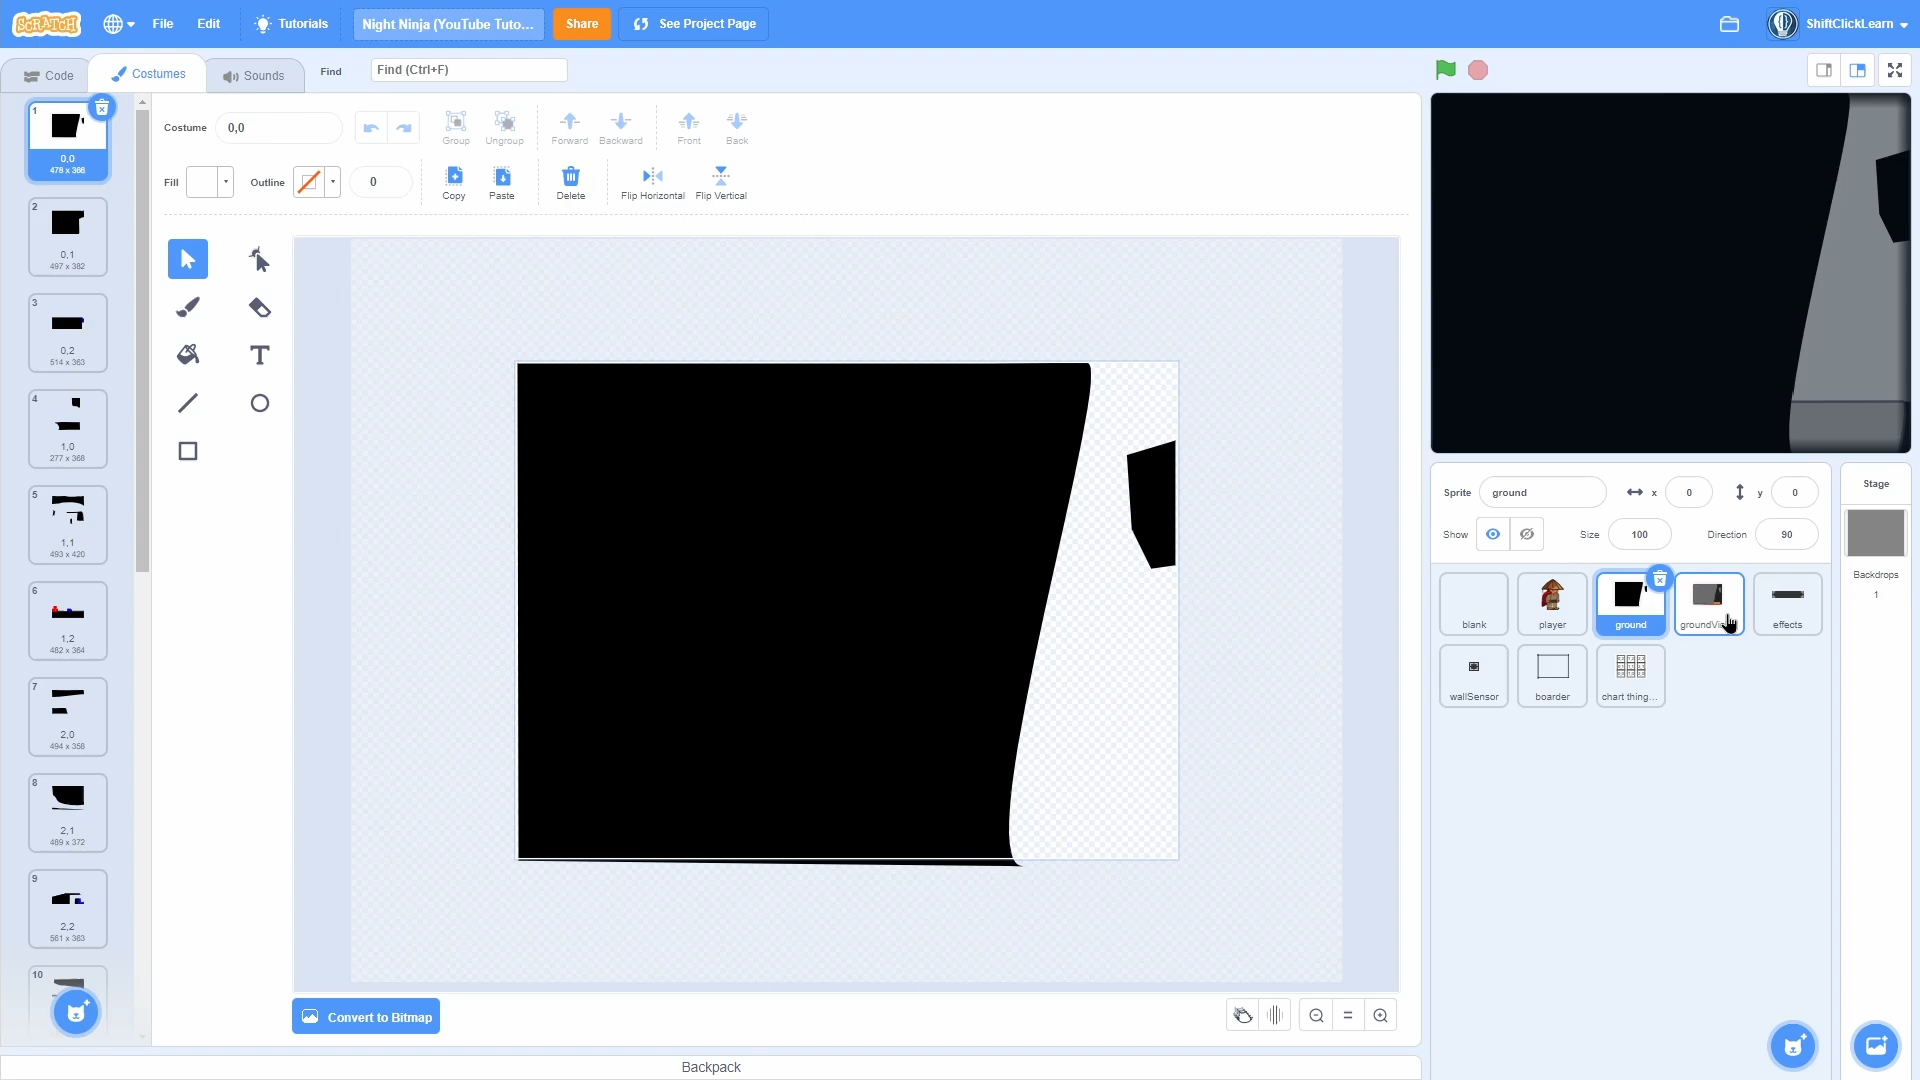 SCRATCH
File
Edit
Tutorials
Night Ninja (YouTube Tuto...
Share
See Project Page
ShiftClickLearn
Code
Costumes
Sounds
Find
Find (Ctrl+F)
1
0,0
478 x 366
2
0,1
497 x 382
3
0,2
514 x 363
4
1,0
277 x 368
5
1,1
493 x 420
6
1,2
482 x 364
7
2,0
494 x 358
8
2,1
489 x 372
9
2,2
561 x 363
10
Costume
0,0
Group
Ungroup
Forward
Backward
Front
Back
Fill
Outline
0
Copy
Paste
Delete
Flip Horizontal
Flip Vertical
Convert to Bitmap
Backpack
Sprite
ground
x
0
y
0
Show
Size
100
Direction
90
blank
player
ground
effects
wallSensor
boarder
chart thing...
Stage
Backdrops
1